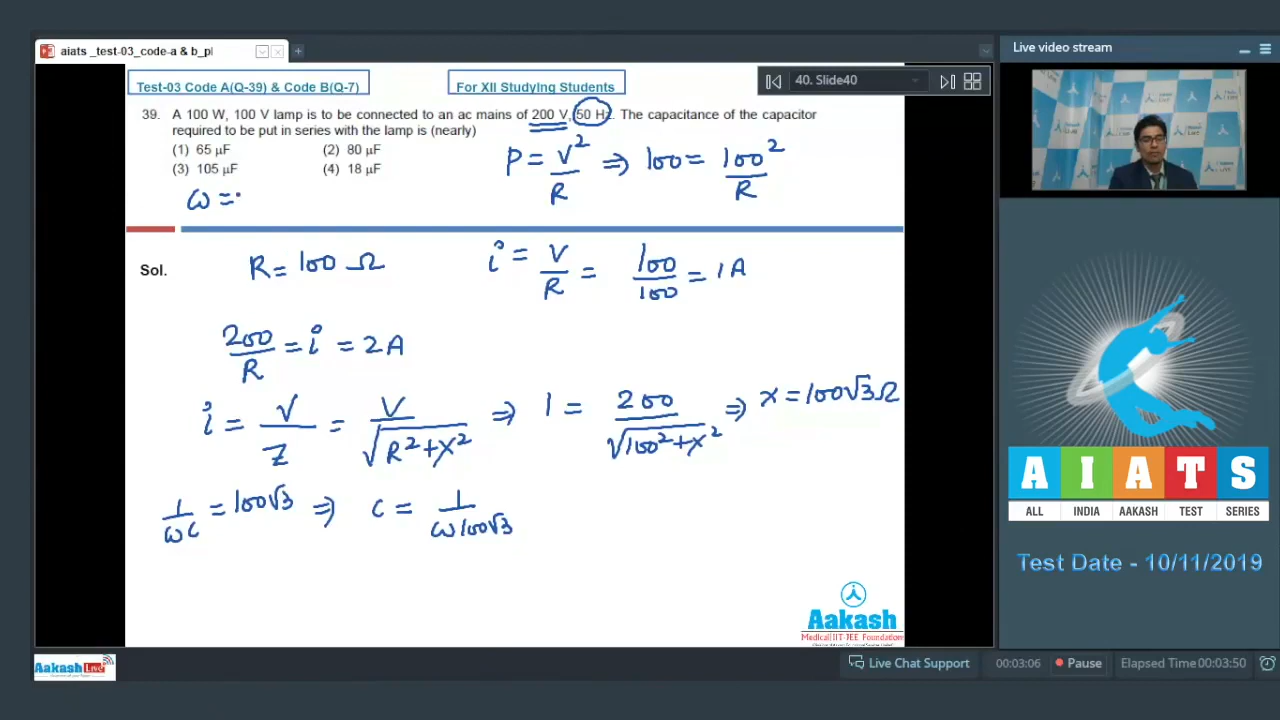 aiats _test-03_code-a & b_pl
Live video stream
Test-03 Code A(Q-39) & Code B(Q-7)
For XII Studying Students
40. Slide40
39. A 100 W, 100 V lamp is to be connected to an ac mains of 200 V, 50 Hz. The capacitance of the capacitor
required to be put in series with the lamp is (nearly)
(1) 65 μF (2) 80 μF
(3) 105 μF (4) 18 μF
P = V²/R ⇒ 100 = 100²/R
ω =
Sol.
R = 100 Ω i = V/R = 100/100 = 1 A
200/R = i = 2 A
i = V/Z = V/√(R²+X²) ⇒ 1 = 200/√(100²+X²) ⇒ X = 100√3 Ω
1/ωC = 100√3 ⇒ C = 1/ω100√3
A I A T S
ALL INDIA AAKASH TEST SERIES
Test Date - 10/11/2019
Aakash
Medical|IIT-JEE|Foundations
Aakash Live
Live Chat Support
00:03:06
Pause
Elapsed Time 00:03:50